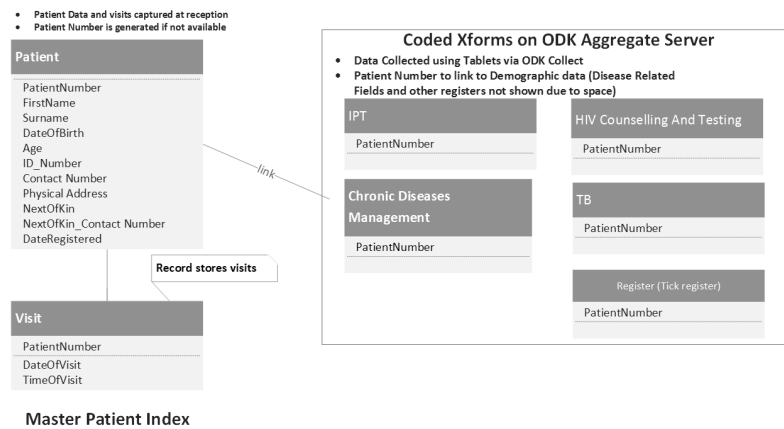 • Patient Data and visits captured at reception
• Patient Number is generated if not available
Patient
PatientNumber
FirstName
Surname
DateOfBirth
Age
ID_Number
Contact Number
Physical Address
NextOfKin
NextOfKin_Contact Number
DateRegistered
link
Record stores visits
Visit
PatientNumber
DateOfVisit
TimeOfVisit
Master Patient Index
Coded Xforms on ODK Aggregate Server
• Data Collected using Tablets via ODK Collect
• Patient Number to link to Demographic data (Disease Related
Fields and other registers not shown due to space)
IPT
PatientNumber
HIV Counselling And Testing
PatientNumber
Chronic Diseases
Management
PatientNumber
TB
PatientNumber
Register (Tick register)
PatientNumber